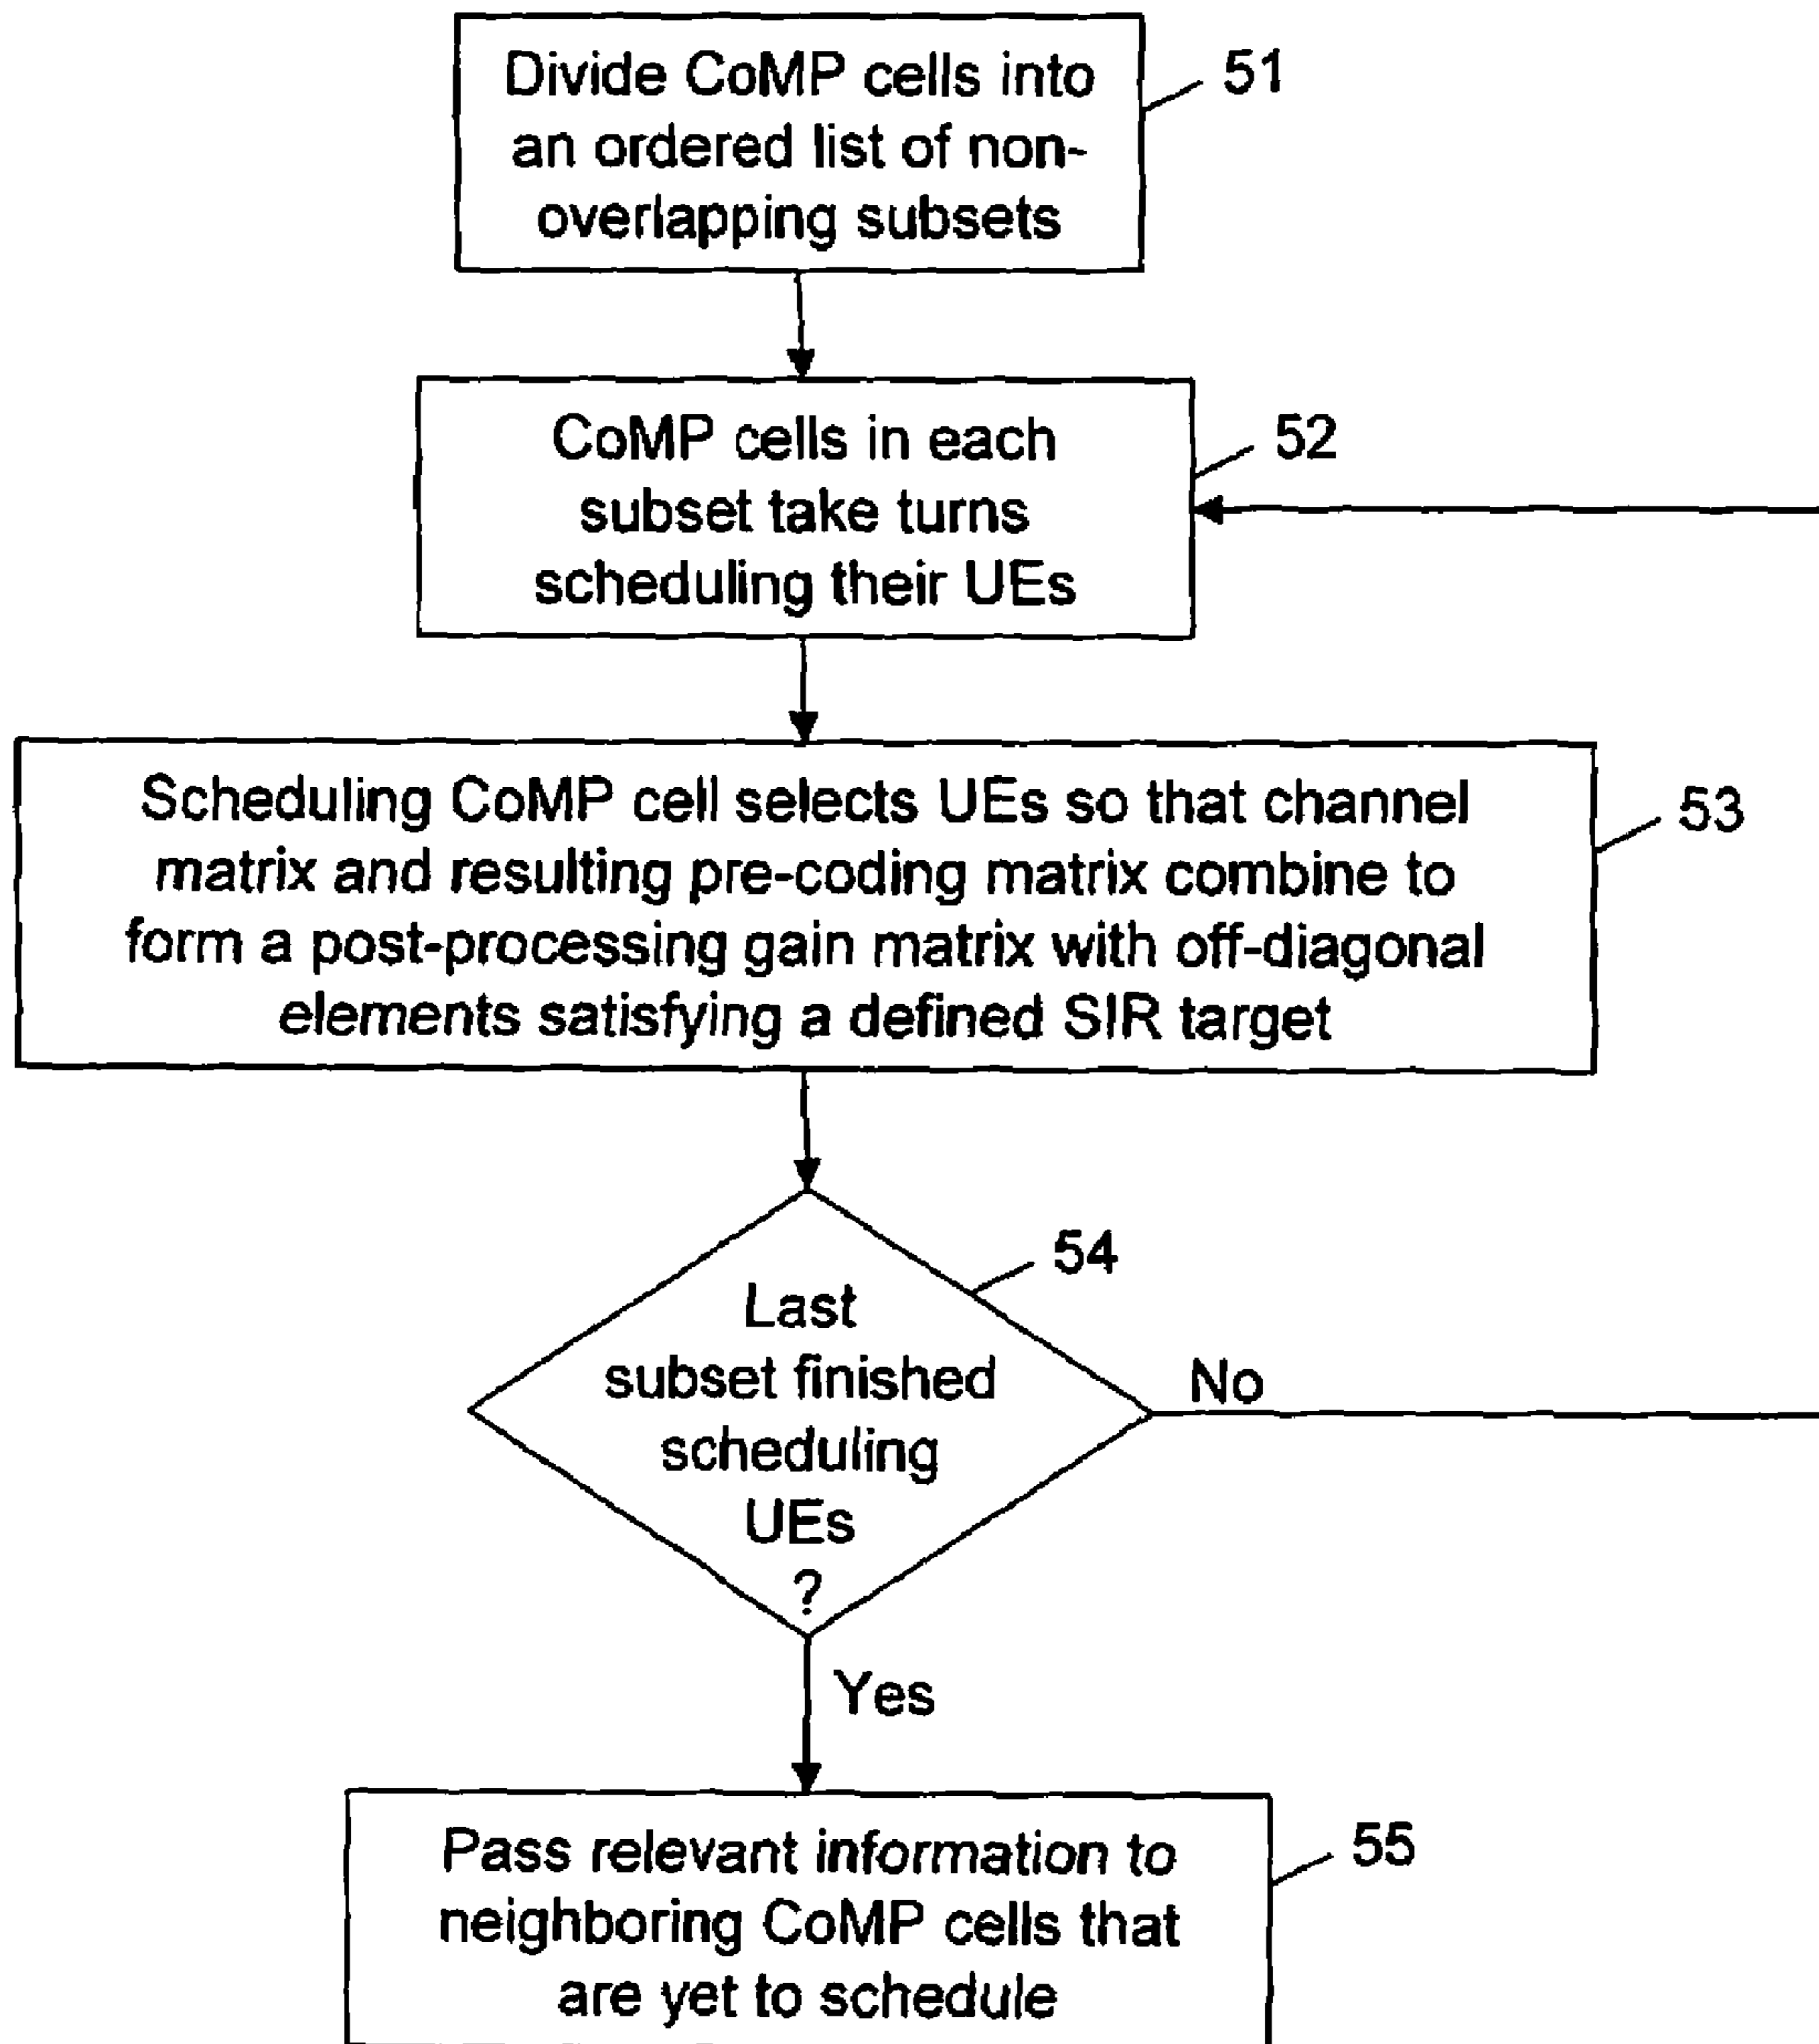 Divide CoMP cells into
an ordered list of non-
overlapping subsets
51
CoMP cells in each
subset take turns
scheduling their UEs
52
Scheduling CoMP cell selects UEs so that channel
matrix and resulting pre-coding matrix combine to
form a post-processing gain matrix with off-diagonal
elements satisfying a defined SIR target
53
Last
subset finished
scheduling
UEs
?
54
No
Yes
Pass relevant information to
neighboring CoMP cells that
are yet to schedule
55